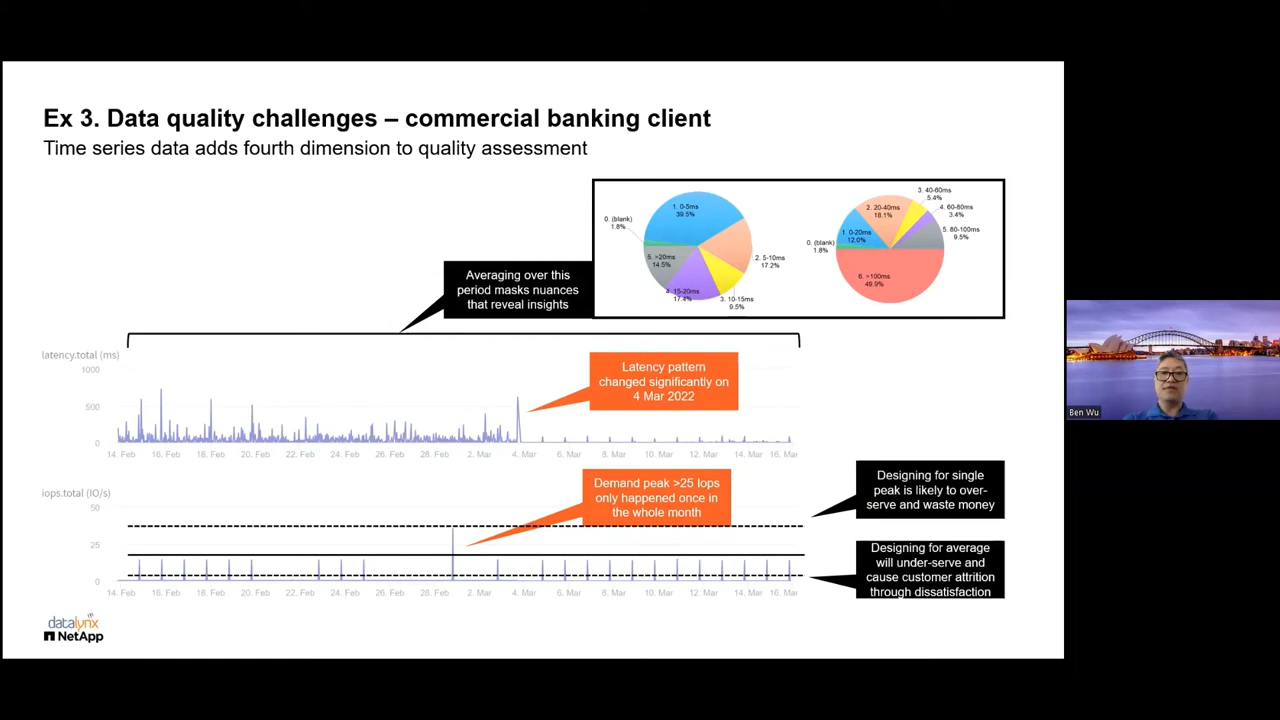 Ex 3. Data quality challenges – commercial banking client
Time series data adds fourth dimension to quality assessment
0. (blank)
1.8%
1. 0-5ms
39.5%
2. 5-10ms
17.2%
3. 10-15ms
9.5%
4. 15-20ms
17.4%
5. >20ms
14.5%
0. (blank)
1.8%
1. 0-20ms
12.0%
2. 20-40ms
18.1%
3. 40-60ms
5.4%
4. 60-80ms
3.4%
5. 80-100ms
9.5%
6. >100ms
49.9%
Averaging over this
period masks nuances
that reveal insights
latency.total (ms)
1000
500
0
14. Feb 16. Feb 18. Feb 20. Feb 22. Feb 24. Feb 26. Feb 28. Feb 2. Mar 4. Mar 6. Mar 8. Mar 10. Mar 12. Mar 14. Mar 16. Mar
Latency pattern
changed significantly on
4 Mar 2022
iops.total (IO/s)
50
25
0
14. Feb 16. Feb 18. Feb 20. Feb 22. Feb 24. Feb 26. Feb 28. Feb 2. Mar 4. Mar 6. Mar 8. Mar 10. Mar 12. Mar 14. Mar 16. Mar
Demand peak >25 Iops
only happened once in
the whole month
Designing for single
peak is likely to over-
serve and waste money
Designing for average
will under-serve and
cause customer attrition
through dissatisfaction
datalynx
NetApp
Ben Wu